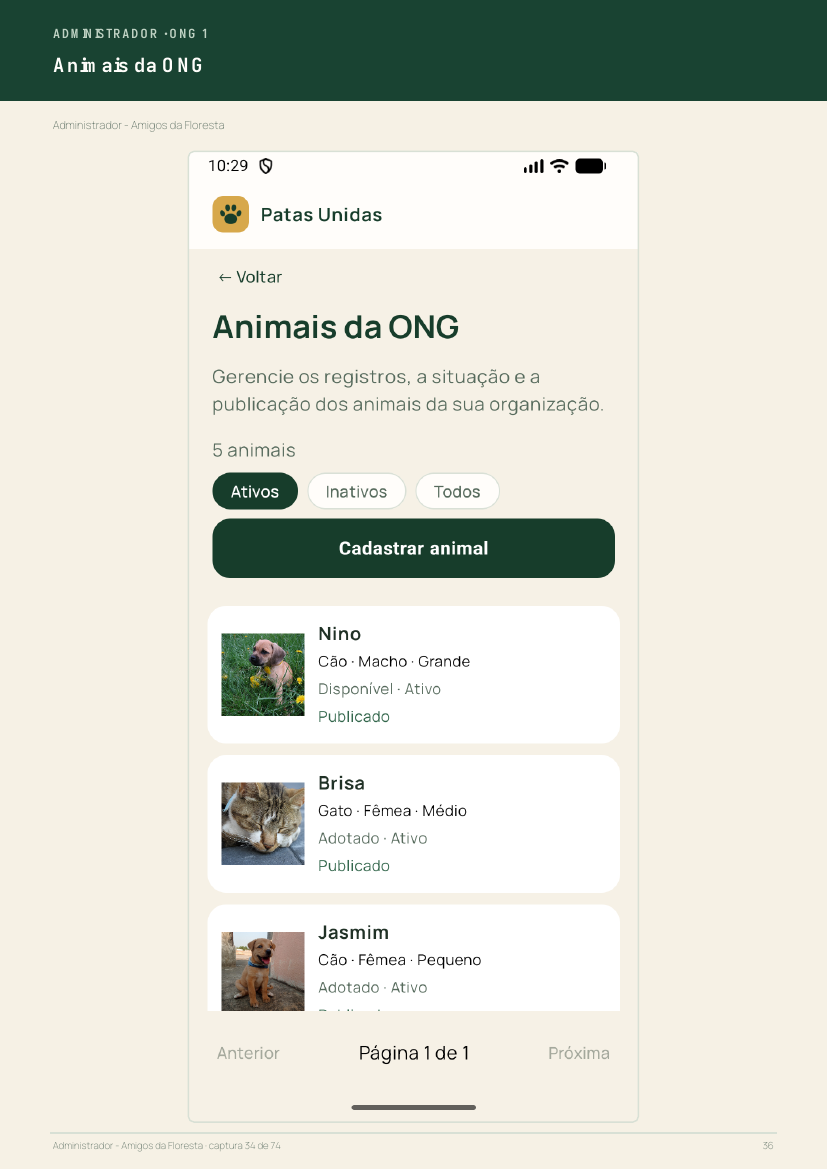 ADMINISTRADOR · ONG 1
Animais da ONG
Administrador - Amigos da Floresta
10:29
Patas Unidas
← Voltar
Animais da ONG
Gerencie os registros, a situação e a
publicação dos animais da sua organização.
5 animais
Ativos Inativos Todos
Cadastrar animal
Nino
Cão · Macho · Grande
Disponível · Ativo
Publicado
Brisa
Gato · Fêmea · Médio
Adotado · Ativo
Publicado
Jasmim
Cão · Fêmea · Pequeno
Adotado · Ativo
Anterior Página 1 de 1 Próxima
Administrador - Amigos da Floresta · captura 34 de 74 36